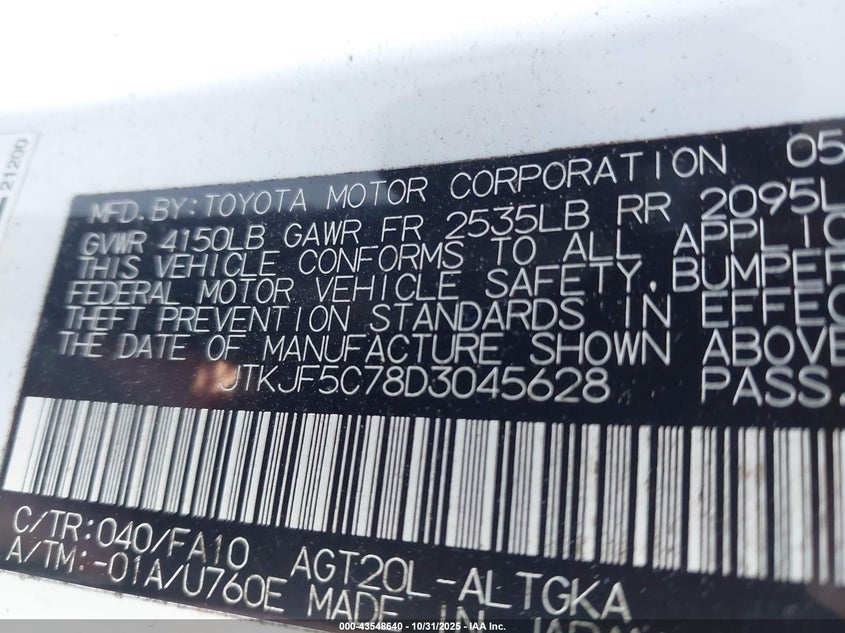 21200
MFD.BY:TOYOTA MOTOR CORPORATION 05
GVWR 4150LB GAWR FR 2535LB RR 2095L
THIS VEHICLE CONFORMS TO ALL APPLIC
FEDERAL MOTOR VEHICLE SAFETY,BUMPER
THEFT PREVENTION STANDARDS IN EFFEC
THE DATE OF MANUFACTURE SHOWN ABOVE
JTKJF5C78D3045628 PASS.
C/TR:040/FA10 AGT20L-ALTGKA
A/TM:-01A/U760E MADE IN JAPAN
000-43548640 - 10/31/2025 - IAA Inc.